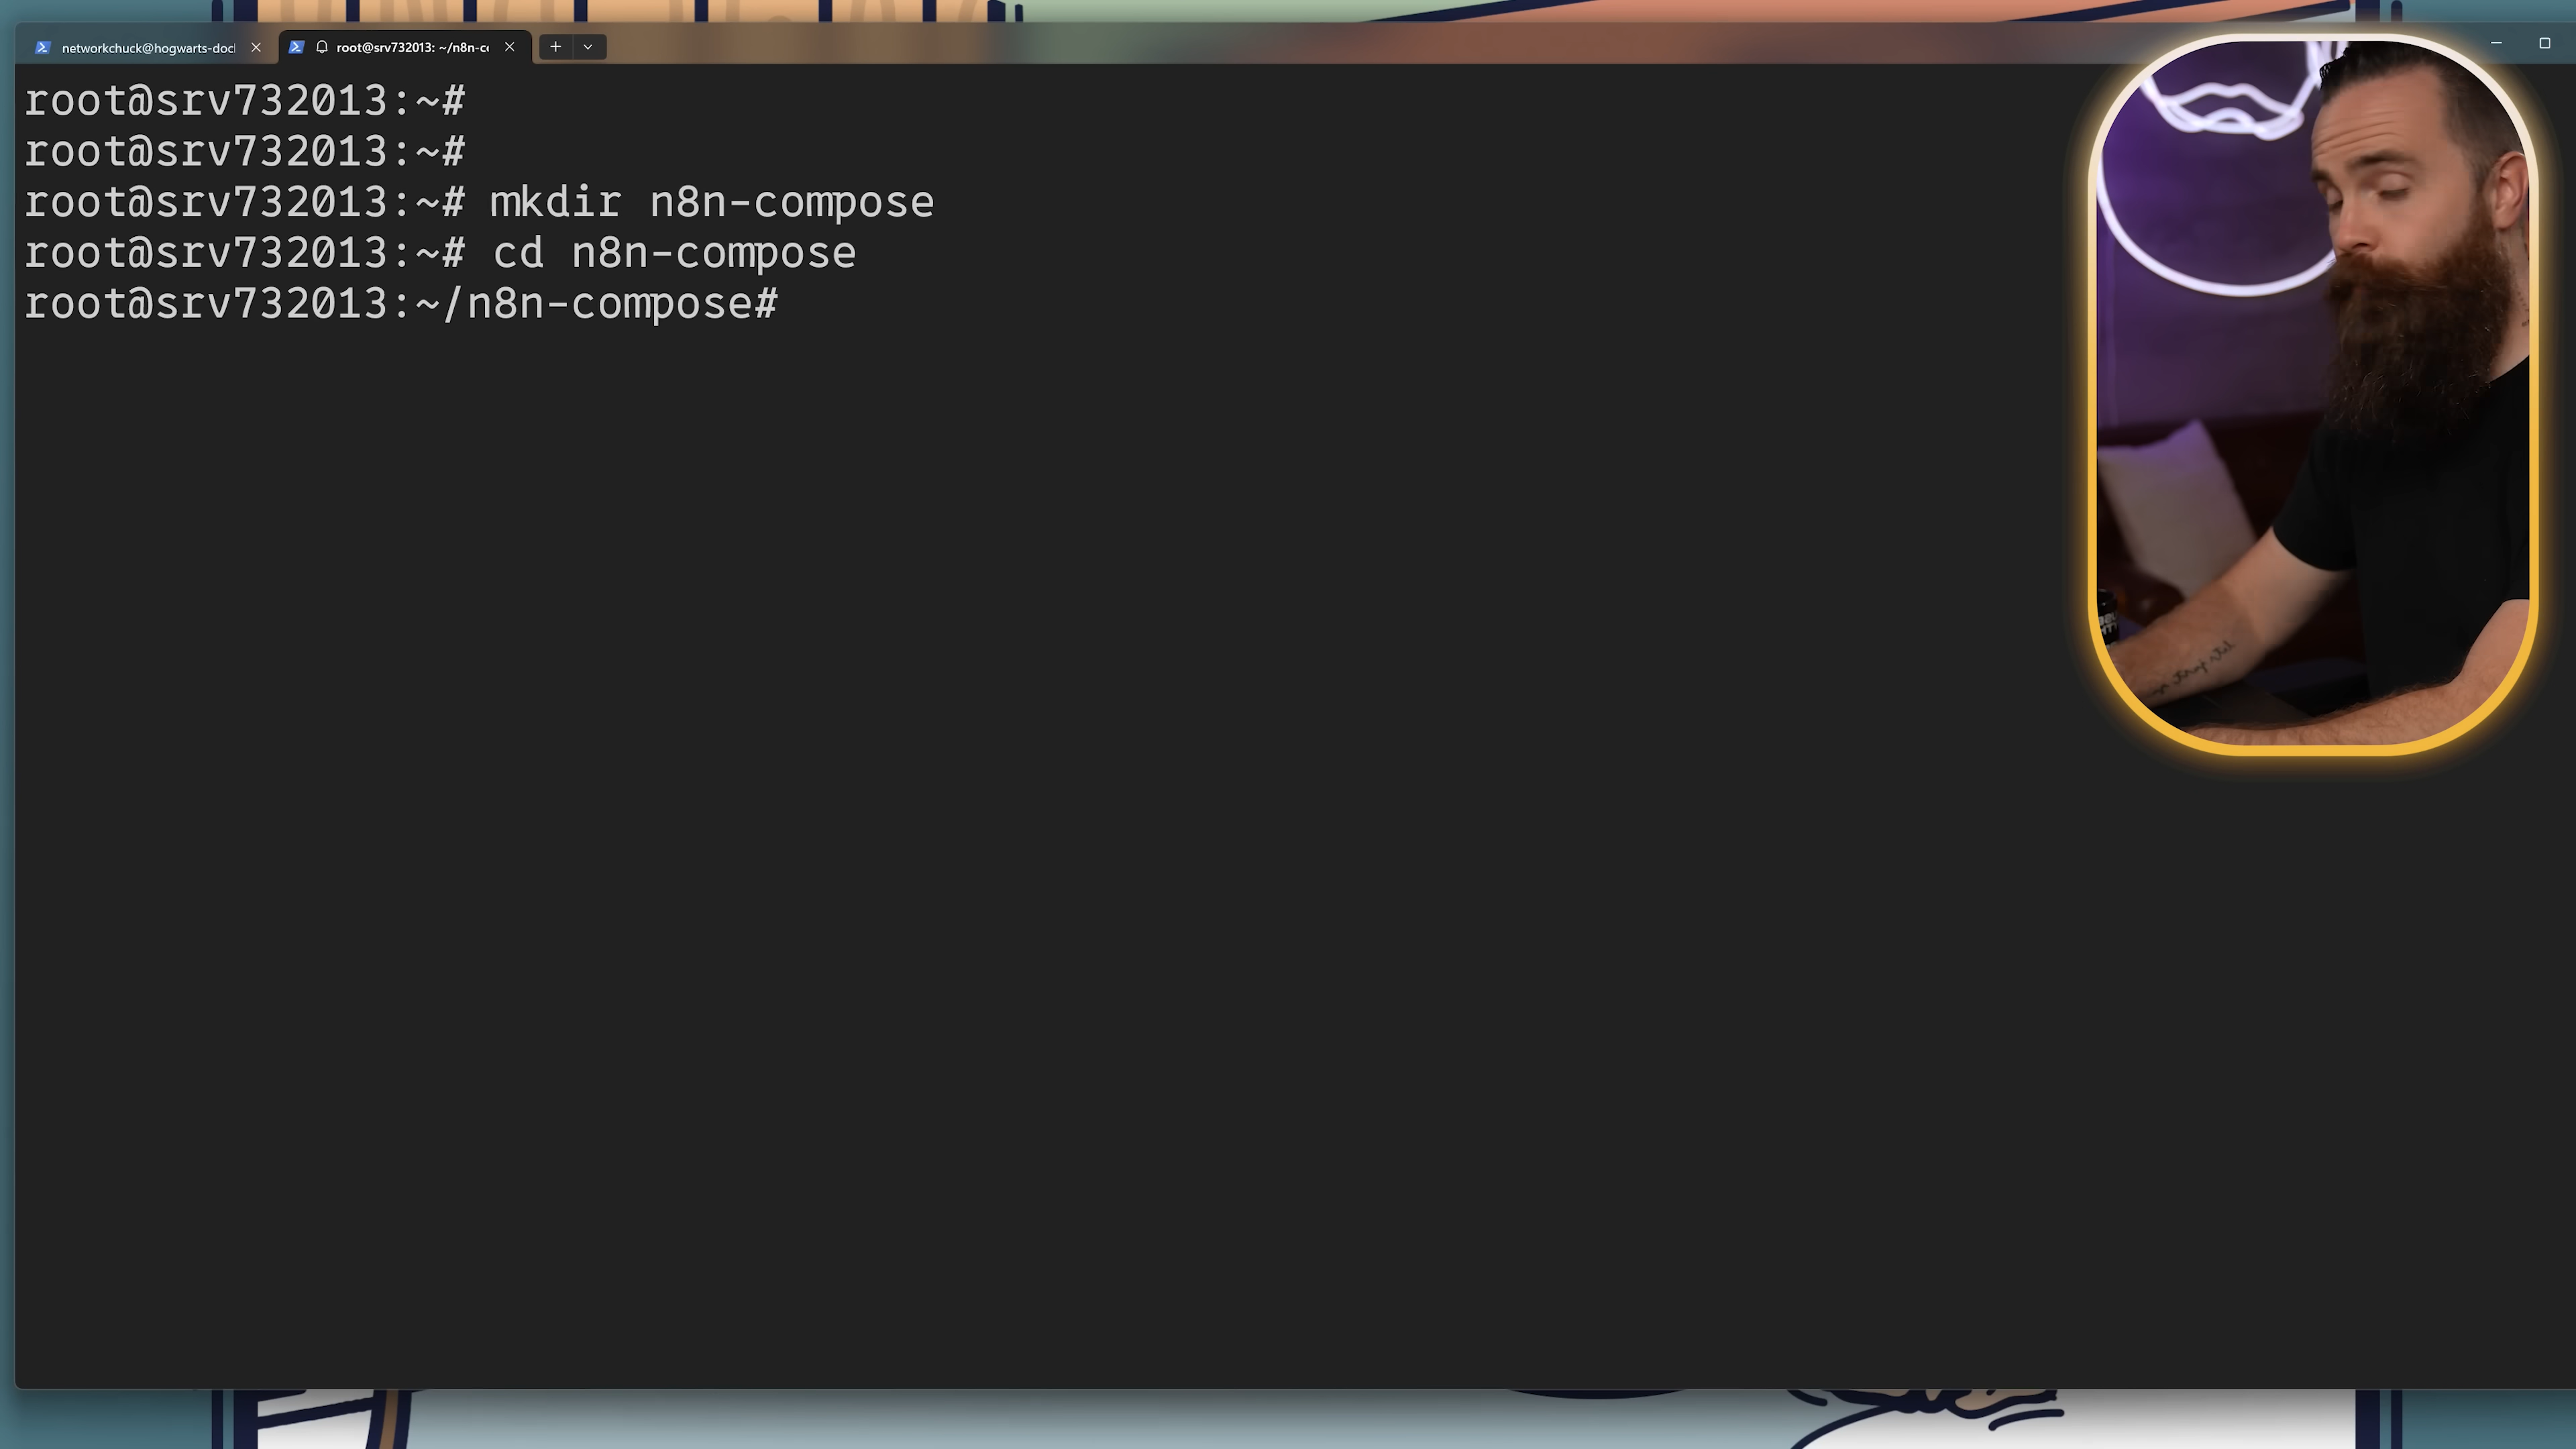 networkchuck@hogwarts-doc
root@srv732013: ~/n8n-c
root@srv732013:~#
root@srv732013:~#
root@srv732013:~# mkdir n8n-compose
root@srv732013:~# cd n8n-compose
root@srv732013:~/n8n-compose#